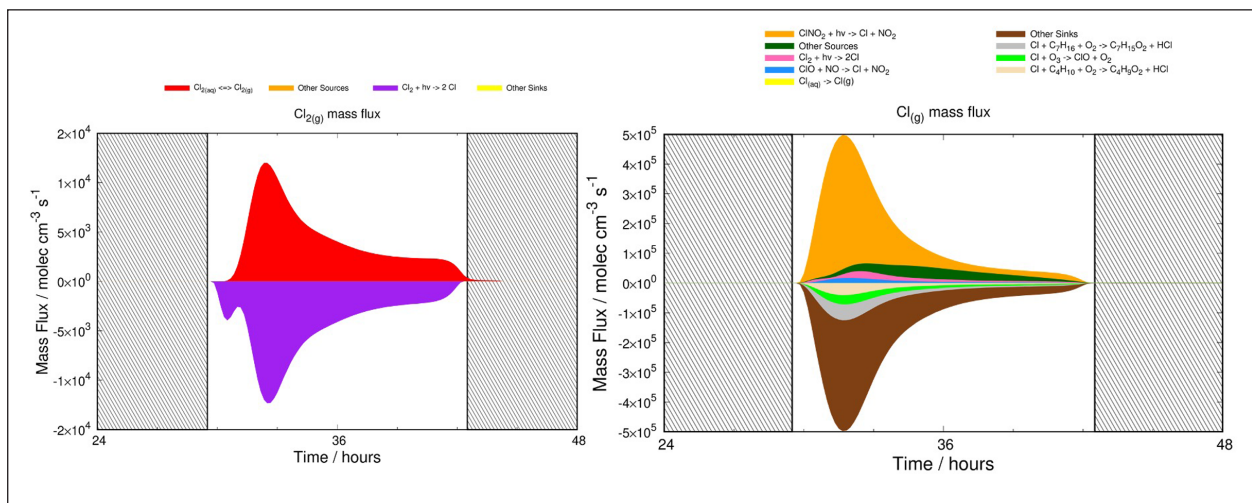 Cl2(aq) <=> Cl2(g) Other Sources Cl2 + hv -> 2 Cl Other Sinks
Cl2(g) mass flux
Mass Flux / molec cm-3 s-1
2×10^4
1×10^4
5×10^3
0×10^0
-5×10^3
-1×10^4
-2×10^4
24 36 48
Time / hours
ClNO2 + hv -> Cl + NO2
Other Sources
Cl2 + hv -> 2Cl
ClO + NO -> Cl + NO2
Cl(aq) -> Cl(g)
Other Sinks
Cl + C7H16 + O2 -> C7H15O2 + HCl
Cl + O3 -> ClO + O2
Cl + C4H10 + O2 -> C4H9O2 + HCl
Cl(g) mass flux
Mass Flux / molec cm-3 s-1
5×10^5
4×10^5
3×10^5
2×10^5
1×10^5
0×10^0
-1×10^5
-2×10^5
-3×10^5
-4×10^5
-5×10^5
24 36 48
Time / hours